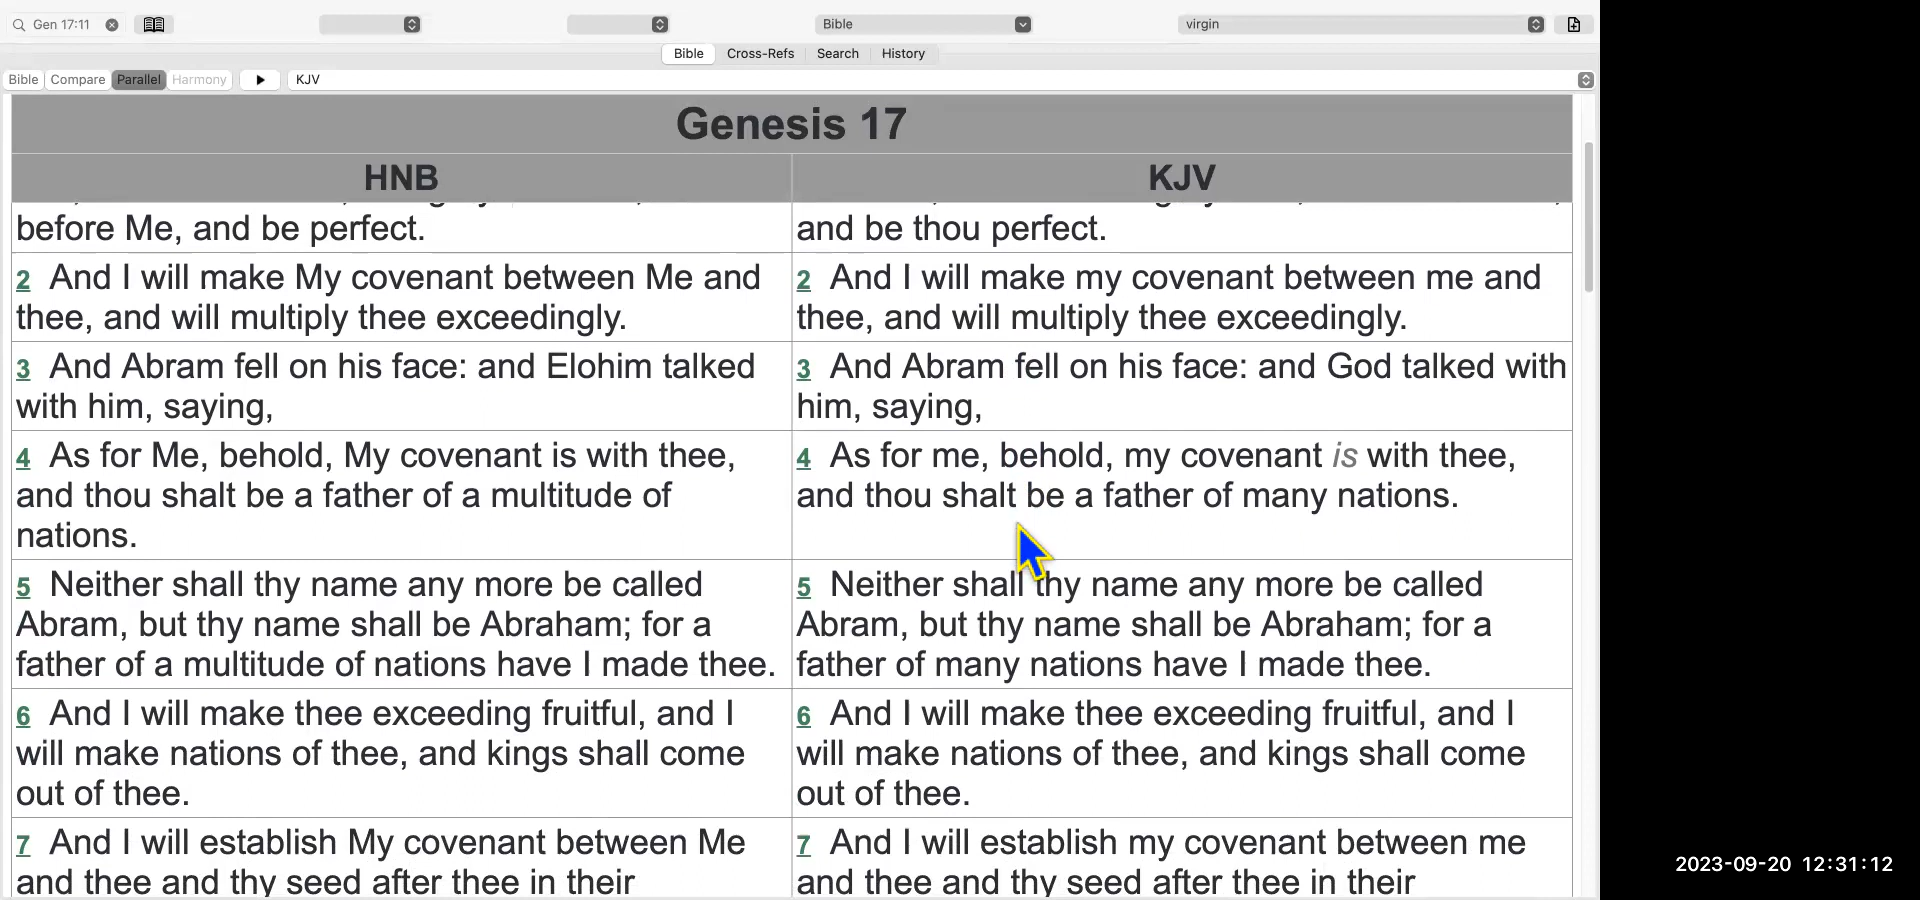 Gen 17:11
Bible
virgin
Bible Cross-Refs Search History
Bible Compare Parallel Harmony KJV
Genesis 17
HNB
KJV
before Me, and be perfect.
2 And I will make My covenant between Me and
thee, and will multiply thee exceedingly.
3 And Abram fell on his face: and Elohim talked
with him, saying,
4 As for Me, behold, My covenant is with thee,
and thou shalt be a father of a multitude of
nations.
5 Neither shall thy name any more be called
Abram, but thy name shall be Abraham; for a
father of a multitude of nations have I made thee.
6 And I will make thee exceeding fruitful, and I
will make nations of thee, and kings shall come
out of thee.
7 And I will establish My covenant between Me
and thee and thy seed after thee in their
and be thou perfect.
2 And I will make my covenant between me and
thee, and will multiply thee exceedingly.
3 And Abram fell on his face: and God talked with
him, saying,
4 As for me, behold, my covenant is with thee,
and thou shalt be a father of many nations.
5 Neither shall thy name any more be called
Abram, but thy name shall be Abraham; for a
father of many nations have I made thee.
6 And I will make thee exceeding fruitful, and I
will make nations of thee, and kings shall come
out of thee.
7 And I will establish my covenant between me
and thee and thy seed after thee in their
2023-09-20 12:31:12